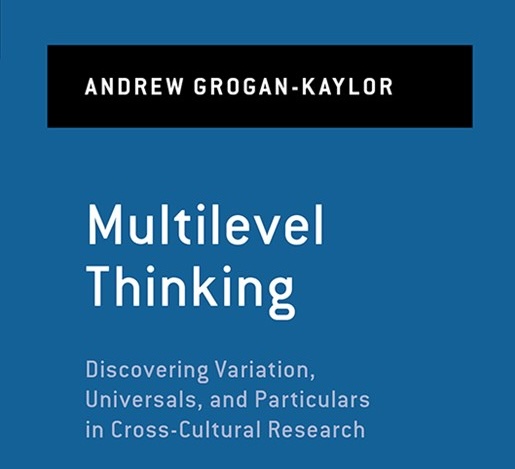 ANDREW GROGAN-KAYLOR
Multilevel
Thinking
Discovering Variation,
Universals, and Particulars
in Cross-Cultural Research